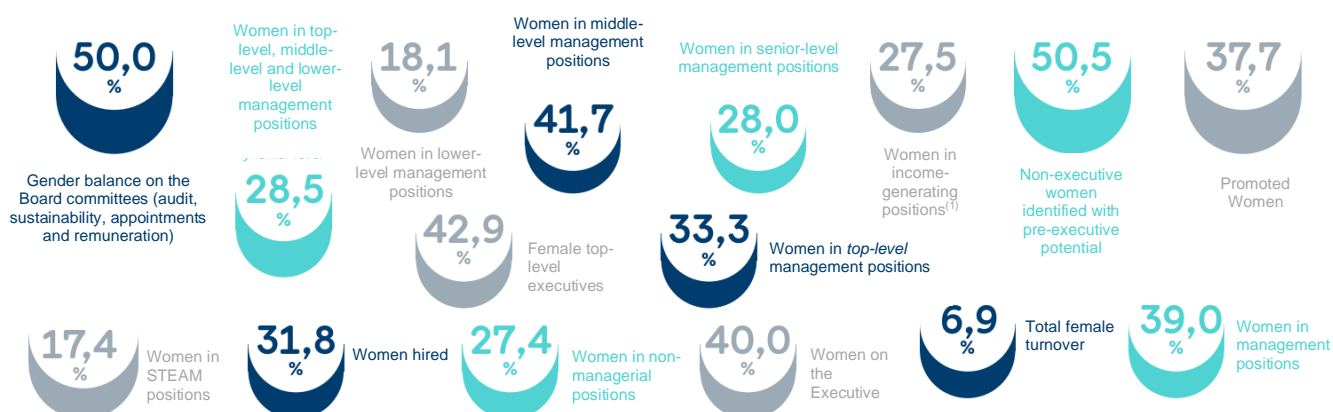 50,0
%
Gender balance on the
Board committees (audit,
sustainability, appointments
and remuneration)
Women in top-
level, middle-
level and lower-
level
management
positions
28,5
%
18,1
%
Women in lower-
level management
positions
Women in middle-
level management
positions
41,7
%
Women in senior-level
management positions
28,0
%
27,5
%
Women in
income-
generating
positions(1)
50,5
%
Non-executive
women
identified with
pre-executive
potential
37,7
%
Promoted
Women
42,9
%
Female top-
level
executives
33,3
%
Women in top-level
management positions
17,4
%
Women in
STEAM
positions
31,8
%
Women hired
27,4
%
Women in non-
managerial
positions
40,0
%
Women on
the
Executive
6,9
%
Total female
turnover
39,0
%
Women in
management
positions